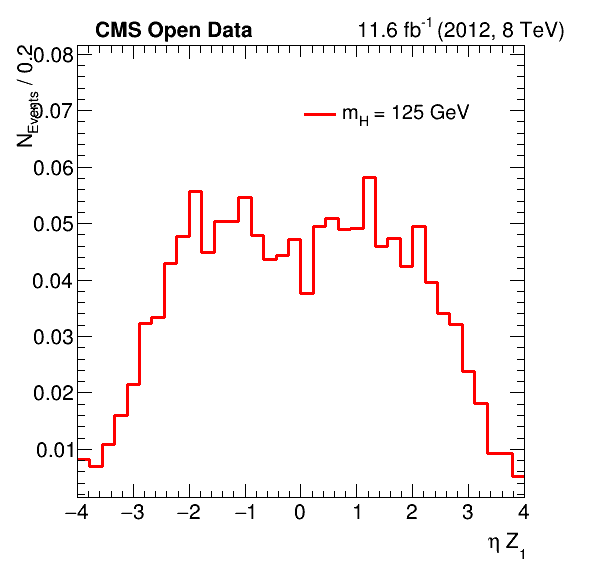 CMS Open Data 11.6 fb-1 (2012, 8 TeV)
NEvents / 0.2
0.08
0.07
mH = 125 GeV
0.06
0.05
0.04
0.03
0.02
0.01
−4 −3 −2 −1 0 1 2 3 4
η Z1